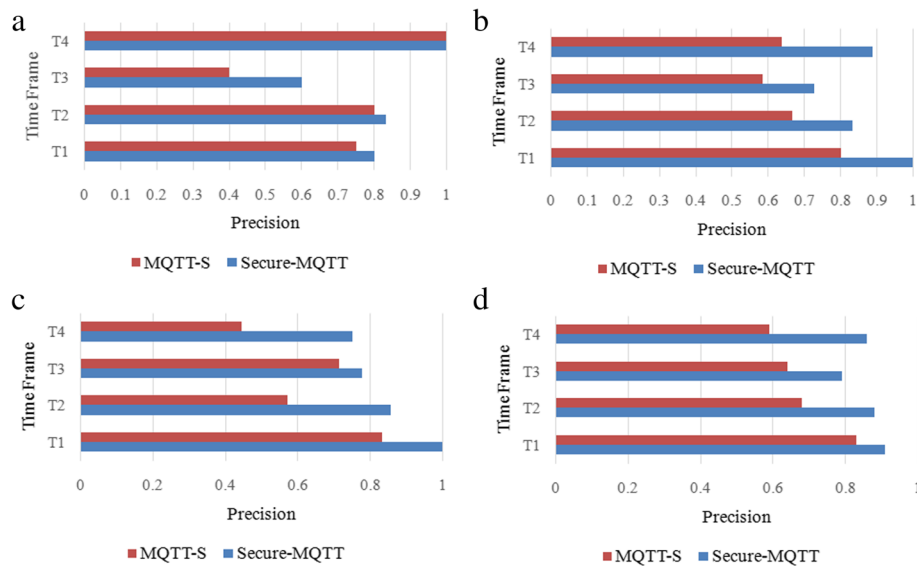 a
Time Frame
T4
T3
T2
T1
0 0.1 0.2 0.3 0.4 0.5 0.6 0.7 0.8 0.9 1
Precision
MQTT-S Secure-MQTT
b
Time Frame
T4
T3
T2
T1
0 0.1 0.2 0.3 0.4 0.5 0.6 0.7 0.8 0.9 1
Precision
MQTT-S Secure-MQTT
c
Time Frame
T4
T3
T2
T1
0 0.2 0.4 0.6 0.8 1
Precision
MQTT-S Secure-MQTT
d
Time Frame
T4
T3
T2
T1
0 0.2 0.4 0.6 0.8 1
Precision
MQTT-S Secure-MQTT